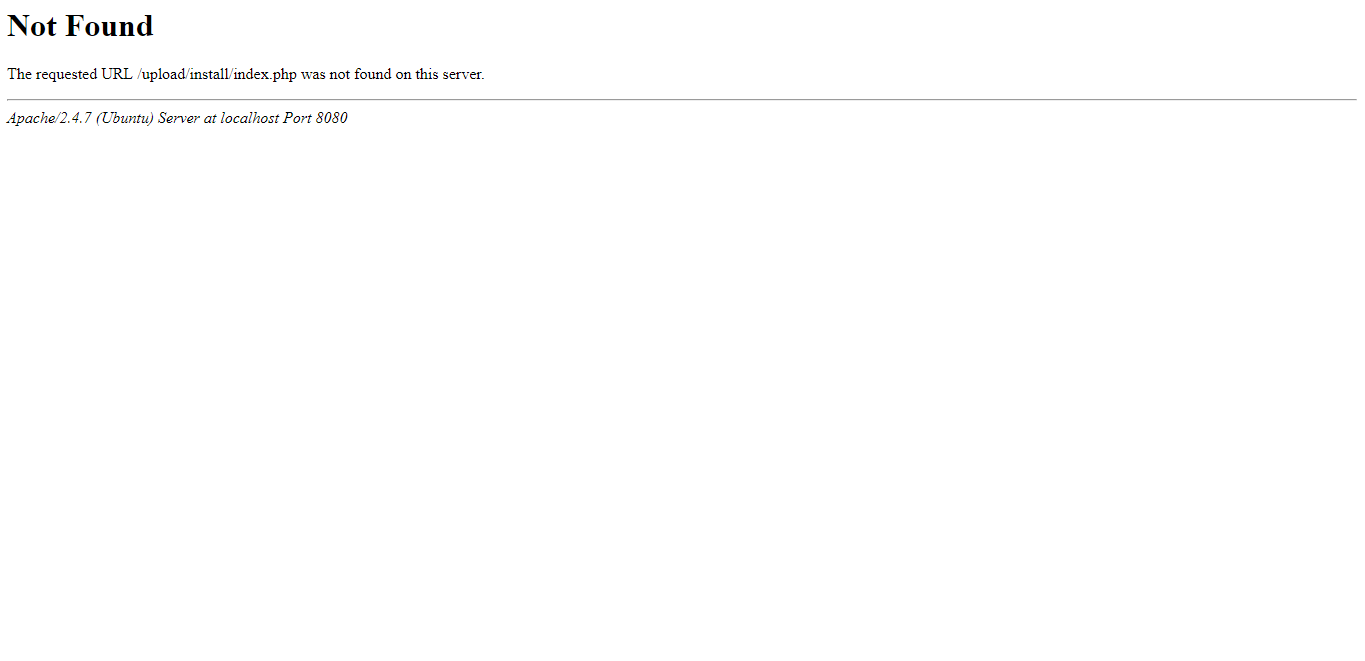 Not Found
The requested URL /upload/install/index.php was not found on this server.
Apache/2.4.7 (Ubuntu) Server at localhost Port 8080